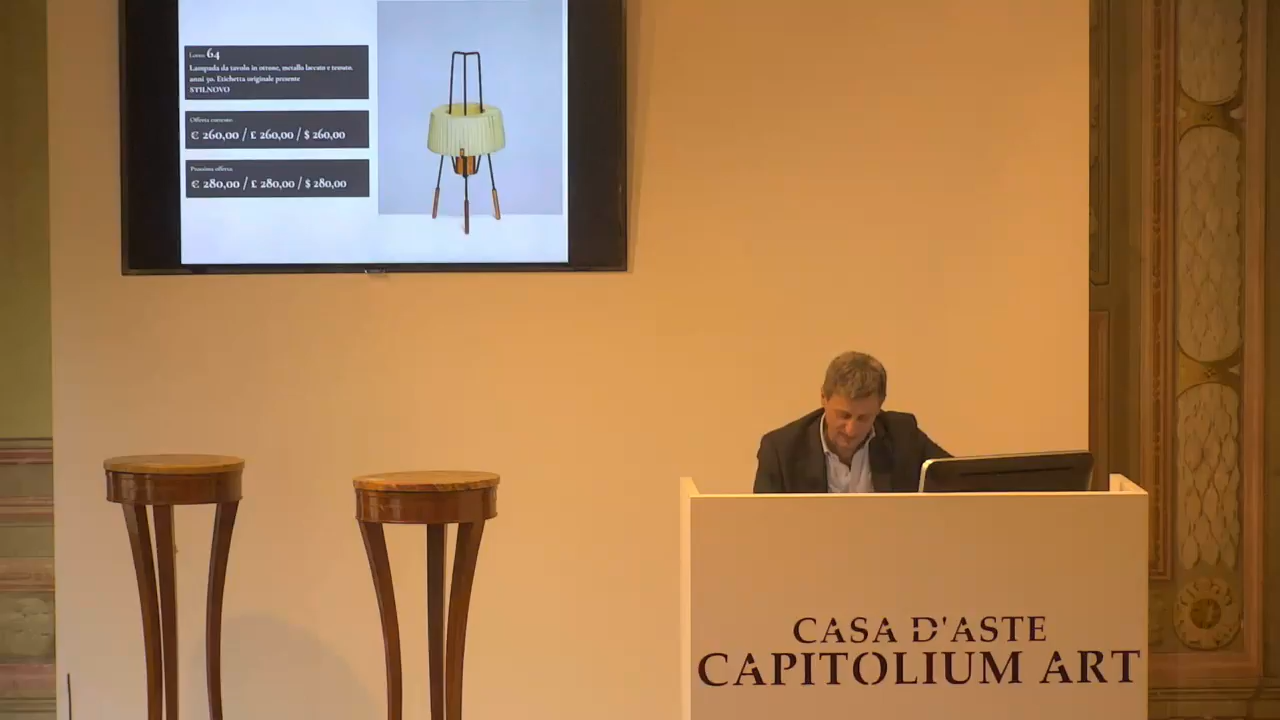 Lotto 64
Lampada da tavolo in ottone, metallo laccato e tessuto.
anni 50. Etichetta originale presente
STILNOVO
Offerta corrente:
€ 260,00 / £ 260,00 / $ 260,00
Prossima offerta:
€ 280,00 / £ 280,00 / $ 280,00
CASA D'ASTE
CAPITOLIUM ART